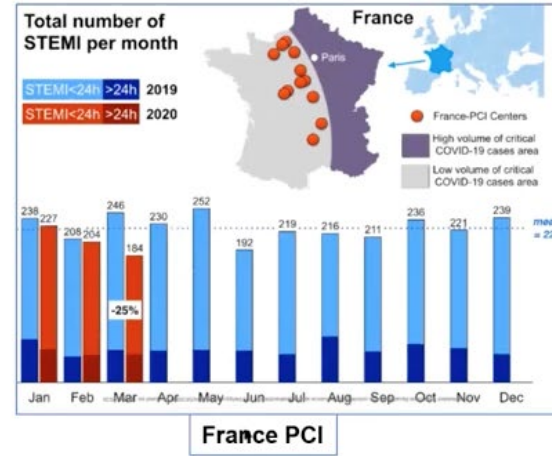 Total number of
STEMI per month
France
Paris
STEMI<24h >24h 2019
STEMI<24h >24h 2020
France-PCI Centers
High volume of critical
COVID-19 cases area
Low volume of critical
COVID-19 cases area
238 227 208 204 246 184 230 252 192 219 216 211 236 221 239
-25%
Jan Feb Mar Apr May Jun Jul Aug Sep Oct Nov Dec
France PCI